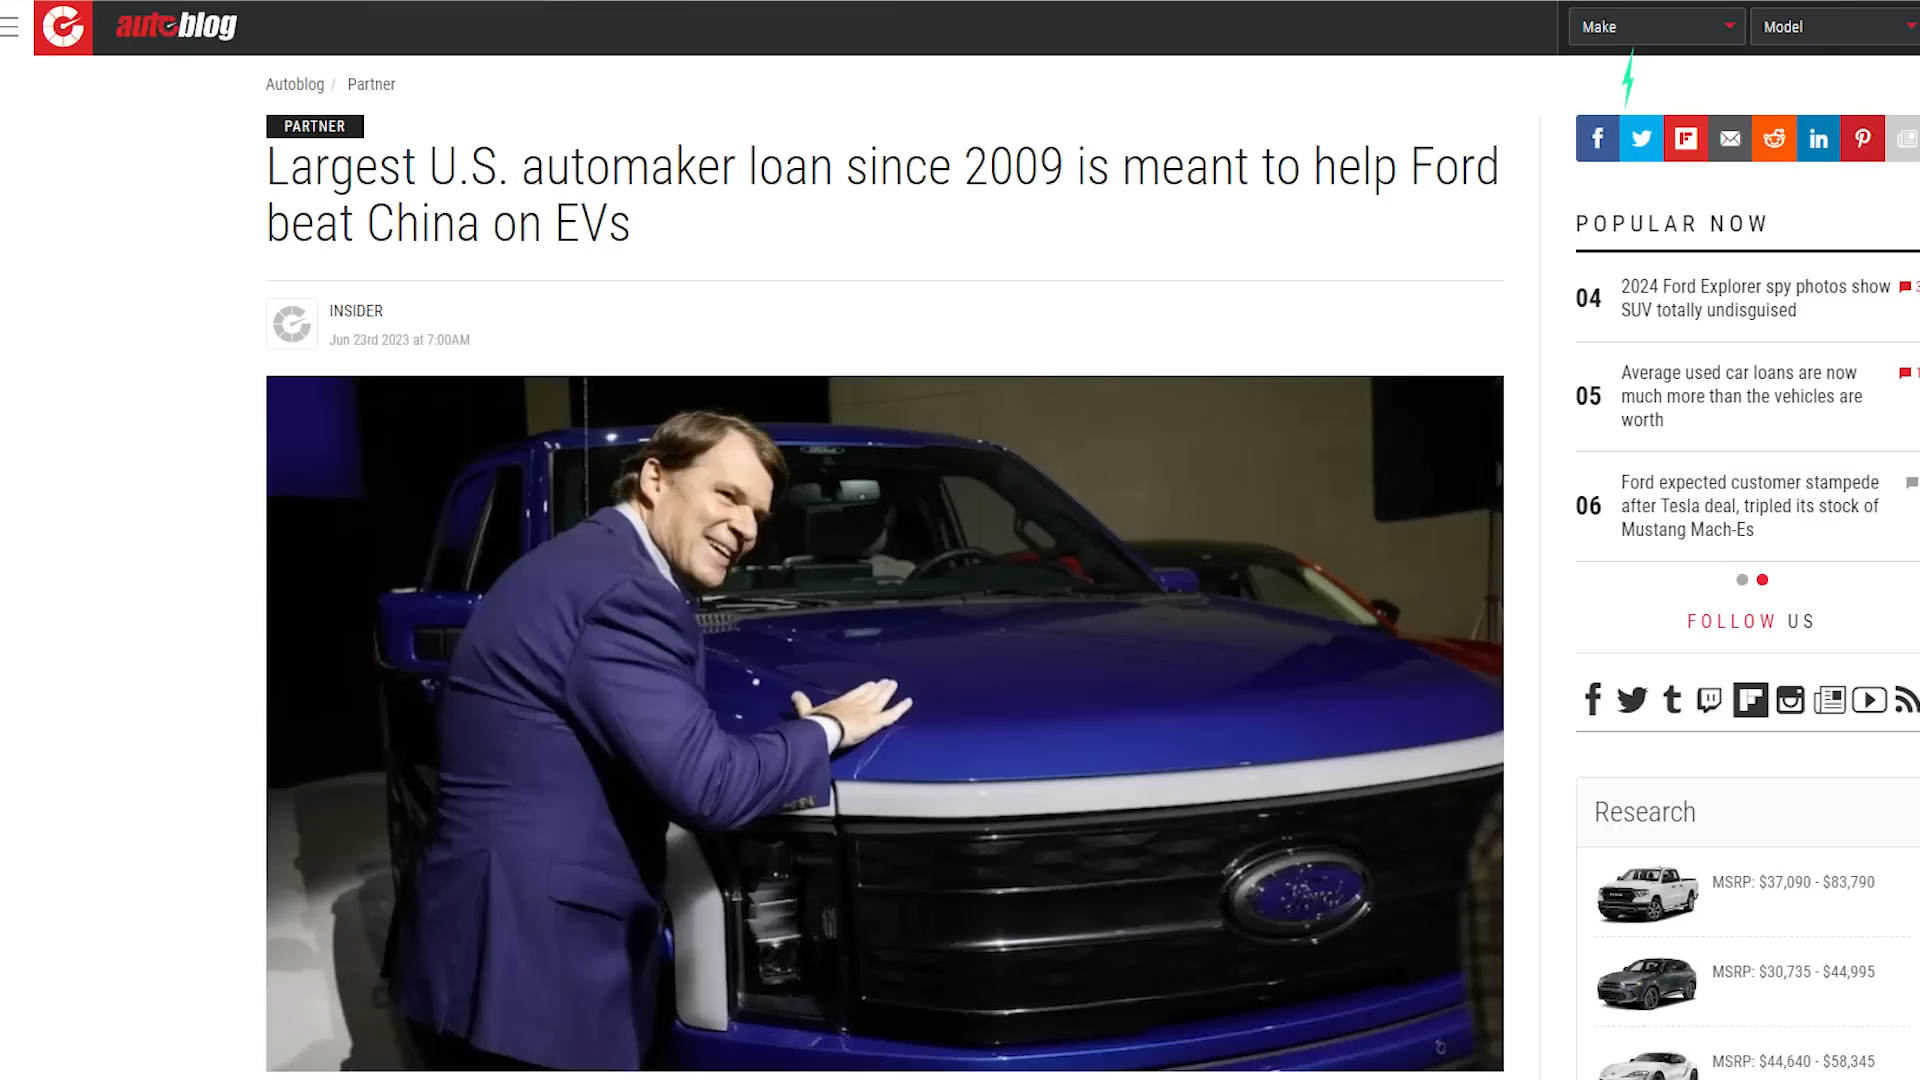 autoblog
Make
Model
Autoblog / Partner
PARTNER
Largest U.S. automaker loan since 2009 is meant to help Ford
beat China on EVs
INSIDER
Jun 23rd 2023 at 7:00AM
POPULAR NOW
04
2024 Ford Explorer spy photos show
SUV totally undisguised
05
Average used car loans are now
much more than the vehicles are
worth
06
Ford expected customer stampede
after Tesla deal, tripled its stock of
Mustang Mach-Es
FOLLOW US
Research
MSRP: $37,090 - $83,790
MSRP: $30,735 - $44,995
MSRP: $44,640 - $58,345